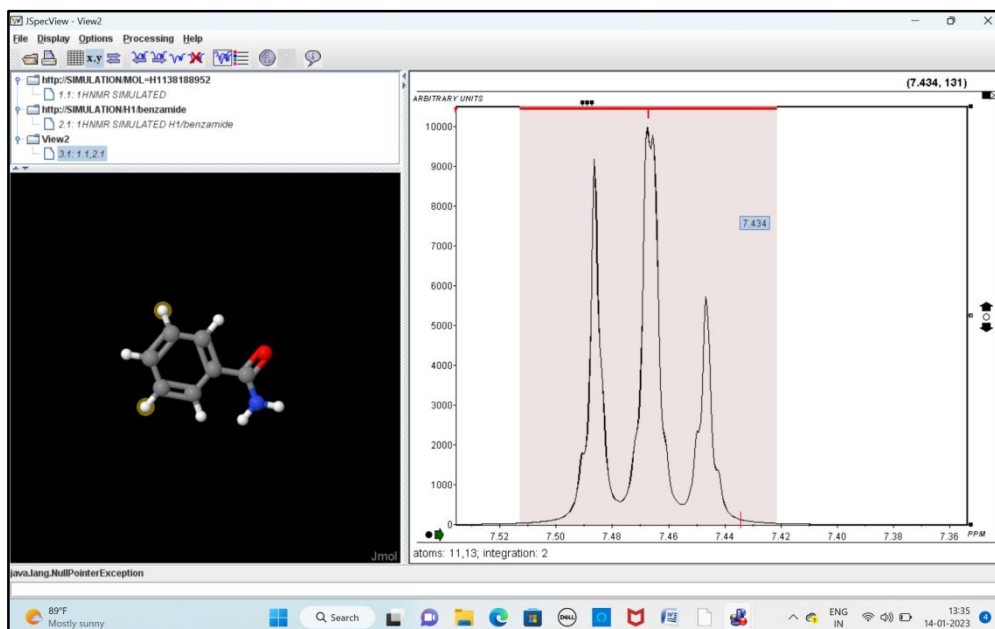 JSpecView - View2
File Display Options Processing Help
x,y
http://SIMULATION/MOL=H1138188952
1.1: 1HNMR SIMULATED
http://SIMULATION/H1/benzamide
2.1: 1HNMR SIMULATED H1/benzamide
View2
3.1: 1.1,2.1
(7.434, 131)
ARBITRARY UNITS
10000
9000
8000
7000
6000
5000
4000
3000
2000
1000
0
7.434
7.52 7.50 7.48 7.46 7.44 7.42 7.40 7.38 7.36 PPM
Jmol
atoms: 11,13; integration: 2
java.lang.NullPointerException
89°F
Mostly sunny
Search
DELL
ENG
IN
13:35
14-01-2023
4